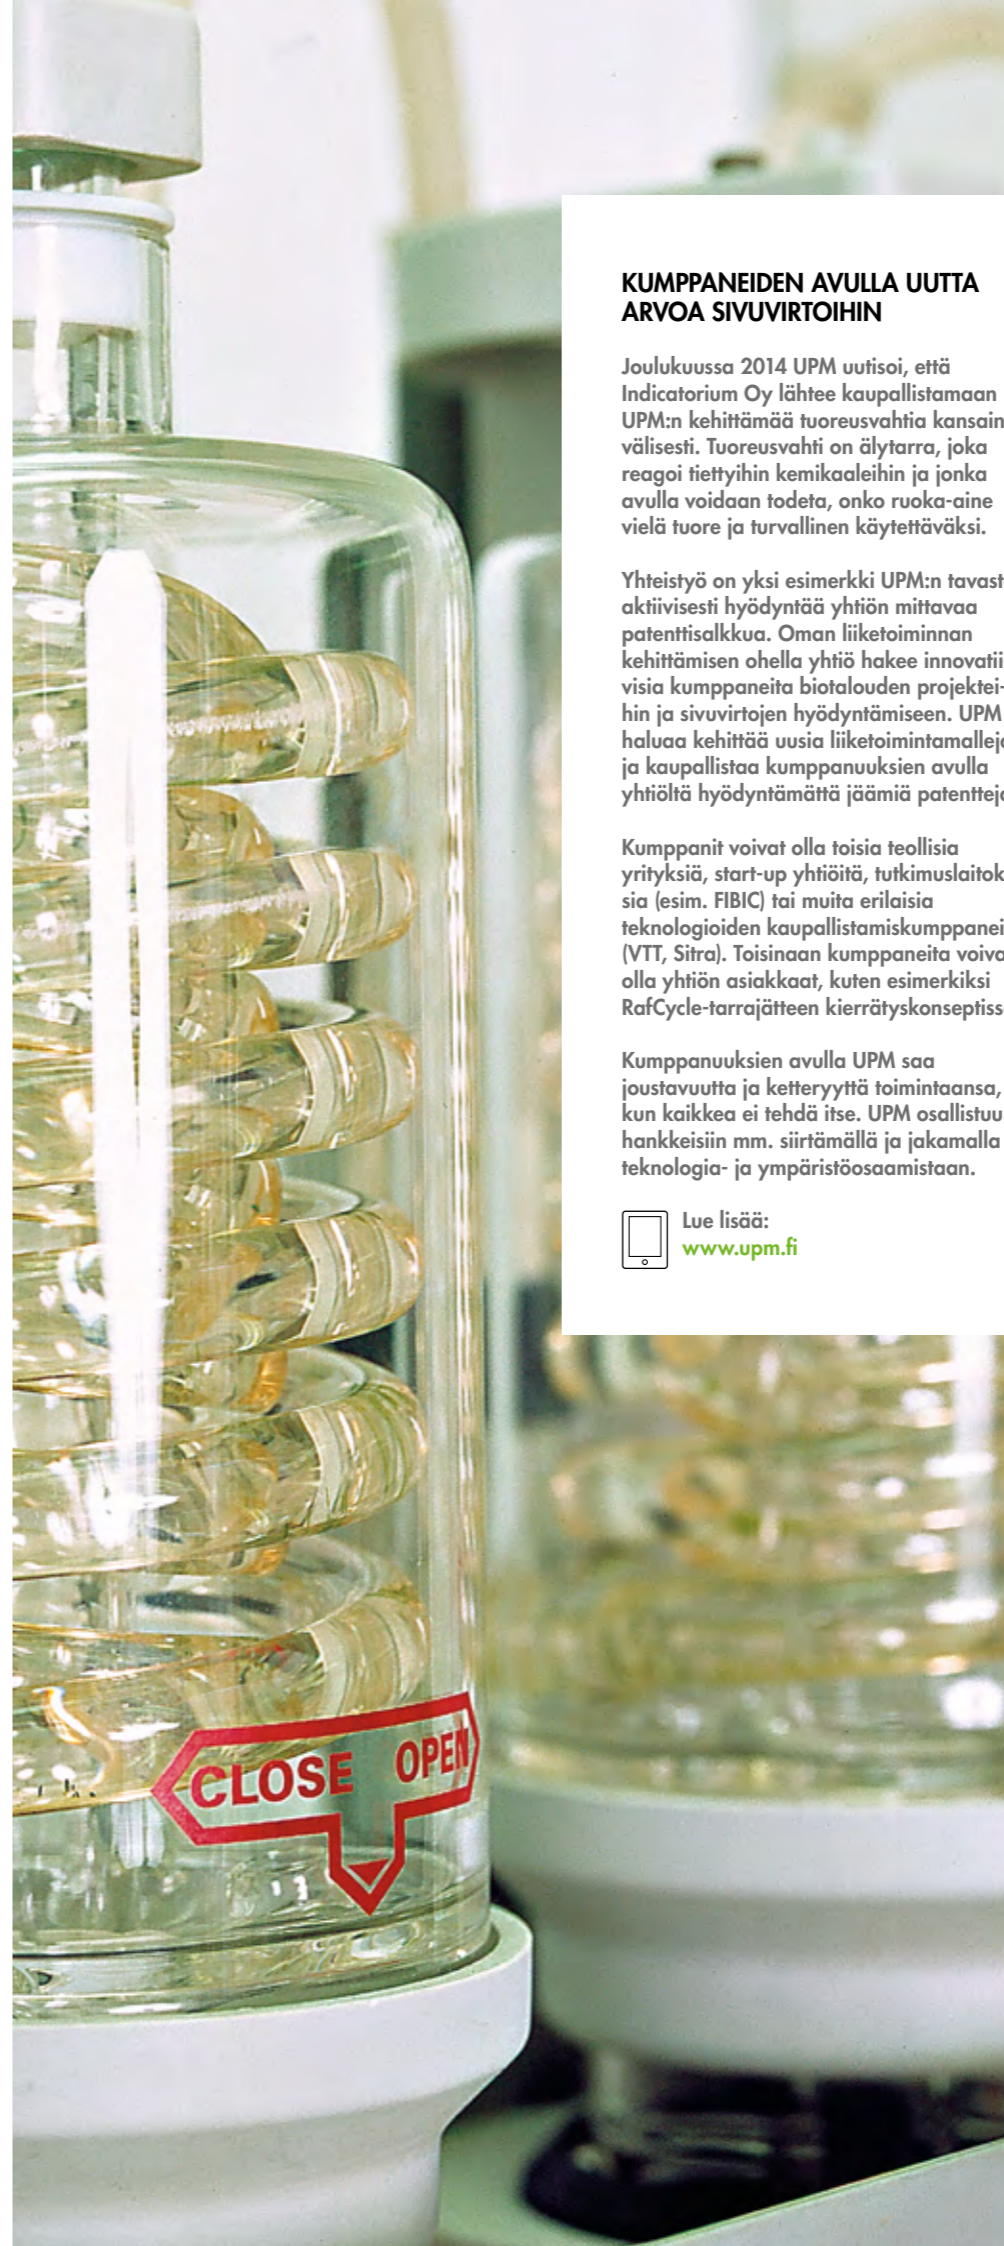 KUMPPANEIDEN AVULLA UUTTA
ARVOA SIVUVIRTOIHIN
Joulukuussa 2014 UPM uutisoi, että
Indicatorium Oy lähtee kaupallistamaan
UPM:n kehittämää tuoreusvahtia kansain
välisesti. Tuoreusvahti on älytarra, joka
reagoi tiettyihin kemikaaleihin ja jonka
avulla voidaan todeta, onko ruoka-aine
vielä tuore ja turvallinen käytettäväksi.
Yhteistyö on yksi esimerkki UPM:n tavast
aktiivisesti hyödyntää yhtiön mittavaa
patenttisalkkua. Oman liiketoiminnan
kehittämisen ohella yhtiö hakee innovatii
visia kumppaneita biotalouden projektei-
hin ja sivuvirtojen hyödyntämiseen. UPM
haluaa kehittää uusia liiketoimintamalleja
ja kaupallistaa kumppanuuksien avulla
yhtiöltä hyödyntämättä jäämiä patentteja
Kumppanit voivat olla toisia teollisia
yrityksiä, start-up yhtiöitä, tutkimuslaitok
sia (esim. FIBIC) tai muita erilaisia
teknologioiden kaupallistamiskumppanei
(VTT, Sitra). Toisinaan kumppaneita voiva
olla yhtiön asiakkaat, kuten esimerkiksi
RafCycle-tarrajätteen kierrätyskonseptiss
Kumppanuuksien avulla UPM saa
joustavuutta ja ketteryyttä toimintaansa,
kun kaikkea ei tehdä itse. UPM osallistuu
hankkeisiin mm. siirtämällä ja jakamalla
teknologia- ja ympäristöosaamistaan.
Lue lisää:
www.upm.fi
CLOSE OPEN